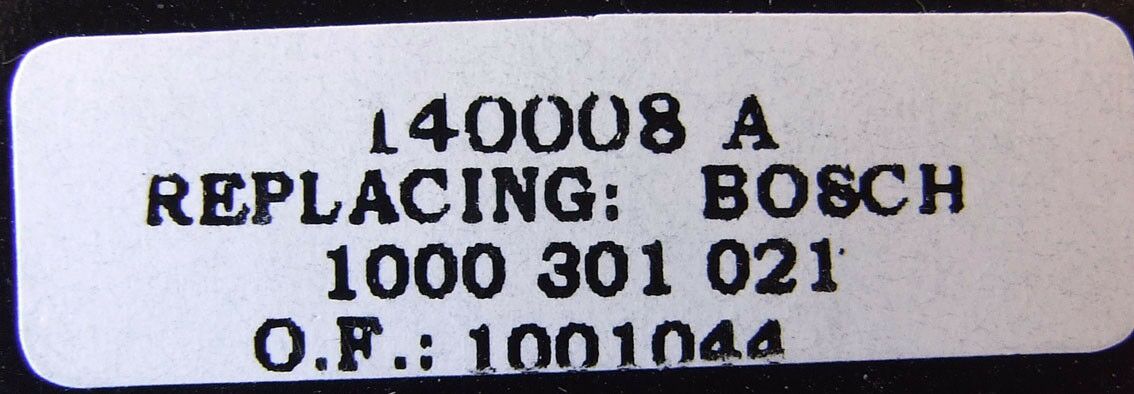 140008 A
REPLACING: BOSCH
1000 301 021
O.F.: 1001044